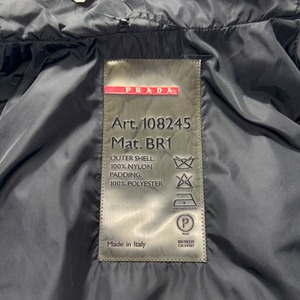 PRADA
Art. 108245
Mat. BR1
OUTER SHELL:
100% NYLON
PADDING:
100% POLYESTER
P
Made in Italy